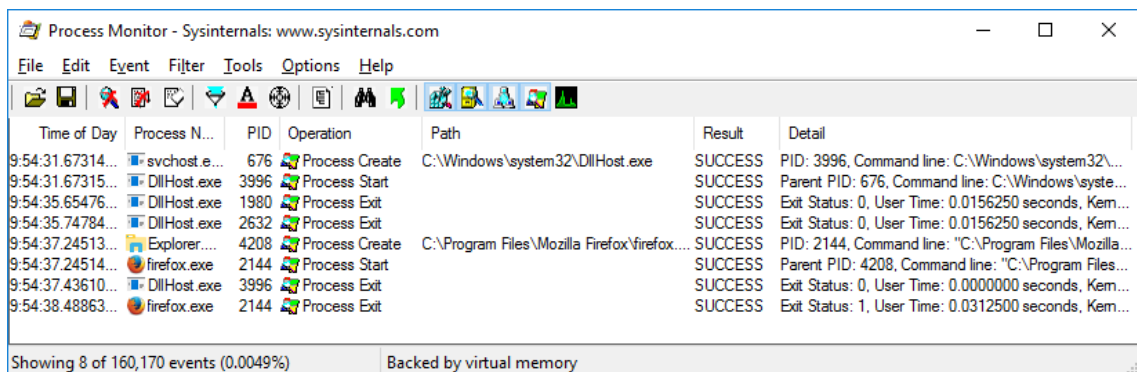 Process Monitor - Sysinternals: www.sysinternals.com
File Edit Event Filter Tools Options Help
Time of Day Process N... PID Operation Path Result Detail
9:54:31.67314... svchost.e... 676 Process Create C:\Windows\system32\DllHost.exe SUCCESS PID: 3996, Command line: C:\Windows\system32\...
9:54:31.67315... DllHost.exe 3996 Process Start SUCCESS Parent PID: 676, Command line: C:\Windows\syste...
9:54:35.65476... DllHost.exe 1980 Process Exit SUCCESS Exit Status: 0, User Time: 0.0156250 seconds, Kern...
9:54:35.74784... DllHost.exe 2632 Process Exit SUCCESS Exit Status: 0, User Time: 0.0156250 seconds, Kern...
9:54:37.24513... Explorer.... 4208 Process Create C:\Program Files\Mozilla Firefox\firefox.... SUCCESS PID: 2144, Command line: "C:\Program Files\Mozilla...
9:54:37.24514... firefox.exe 2144 Process Start SUCCESS Parent PID: 4208, Command line: "C:\Program Files...
9:54:37.43610... DllHost.exe 3996 Process Exit SUCCESS Exit Status: 0, User Time: 0.0000000 seconds, Kern...
9:54:38.48863... firefox.exe 2144 Process Exit SUCCESS Exit Status: 1, User Time: 0.0312500 seconds, Kern...
Showing 8 of 160,170 events (0.0049%) Backed by virtual memory